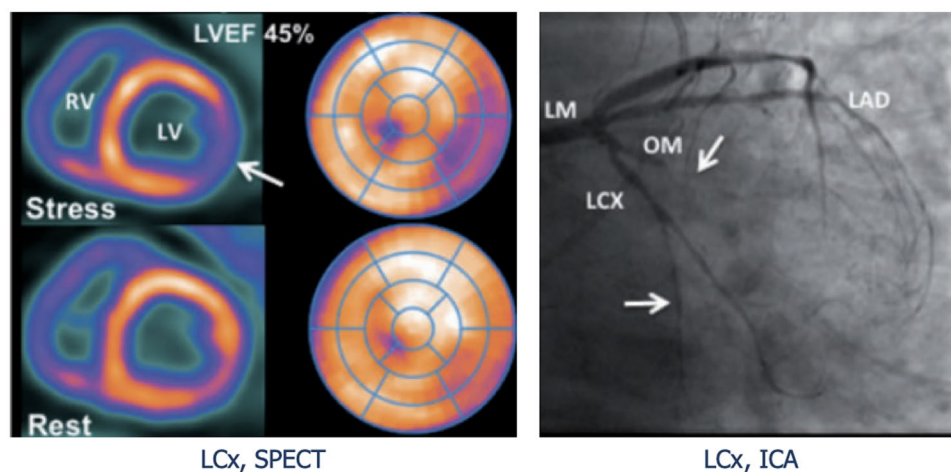 LVEF 45%
RV
LV
Stress
Rest
LM
LAD
OM
LCX
LCx, SPECT
LCx, ICA